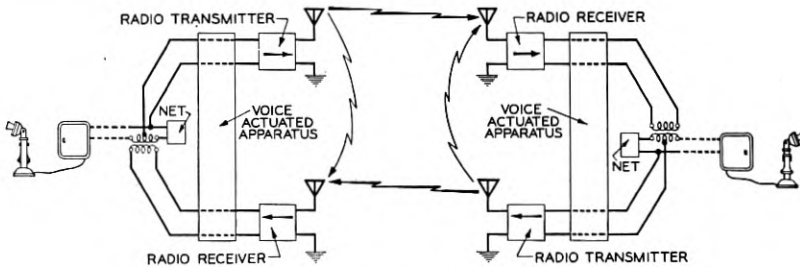 RADIO TRANSMITTER
RADIO RECEIVER
NET
VOICE
ACTUATED
APPARATUS
VOICE
ACTUATED
APPARATUS
NET
RADIO RECEIVER
RADIO TRANSMITTER